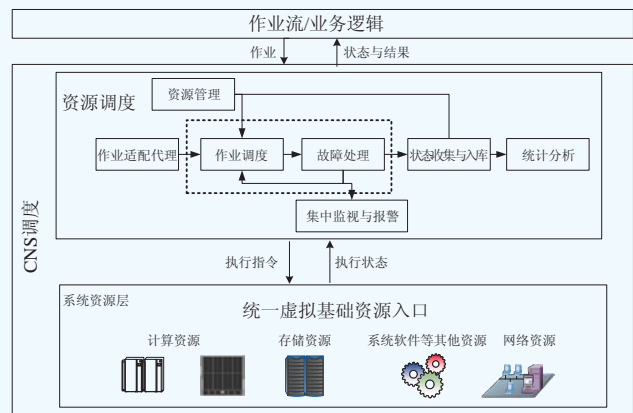 作业流/业务逻辑
作业
状态与结果
CNS调度
资源调度
资源管理
作业适配代理
作业调度
故障处理
状态收集与入库
统计分析
集中监视与报警
执行指令
执行状态
系统资源层
统一虚拟基础资源入口
计算资源
存储资源
系统软件等其他资源
网络资源